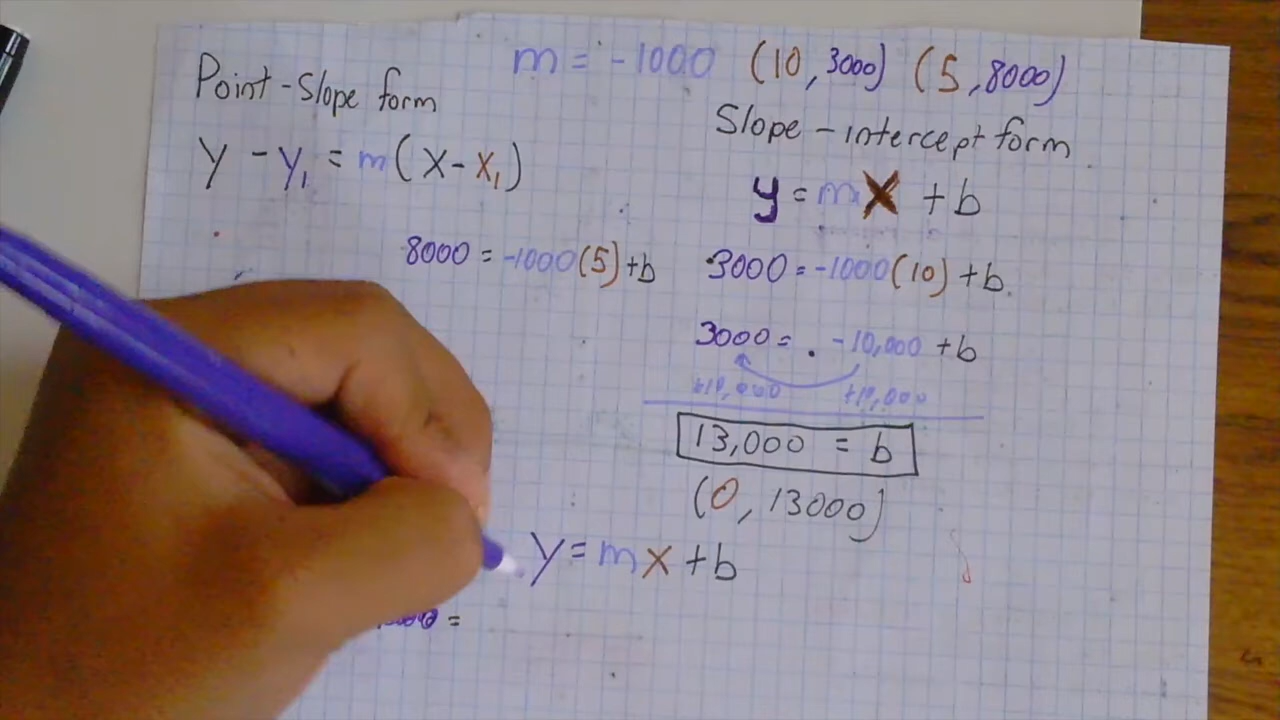 m = -1000 (10, 3000) (5, 8000)
Point-Slope form
Slope-intercept form
y - y₁ = m(x - x₁)
y = mx + b
8000 = -1000(5) + b
3000 = -1000(10) + b
3000 = -10,000 + b
+10,000 +10,000
13,000 = b
(0, 13000)
y = mx + b
=